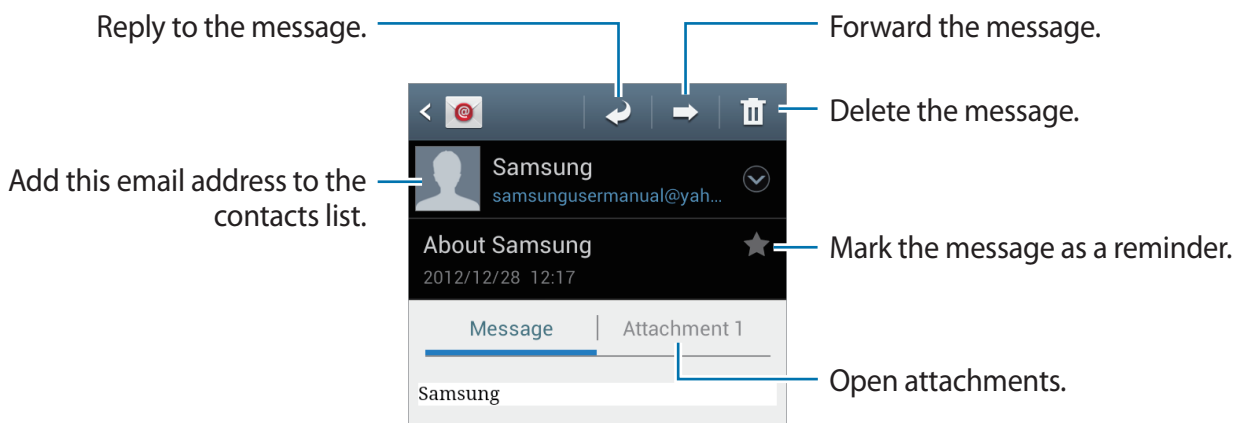 Reply to the message.
Forward the message.
Delete the message.
Add this email address to the
contacts list.
Samsung
samsungusermanual@yah...
About Samsung
2012/12/28 12:17
Mark the message as a reminder.
Message
Attachment 1
Open attachments.
Samsung